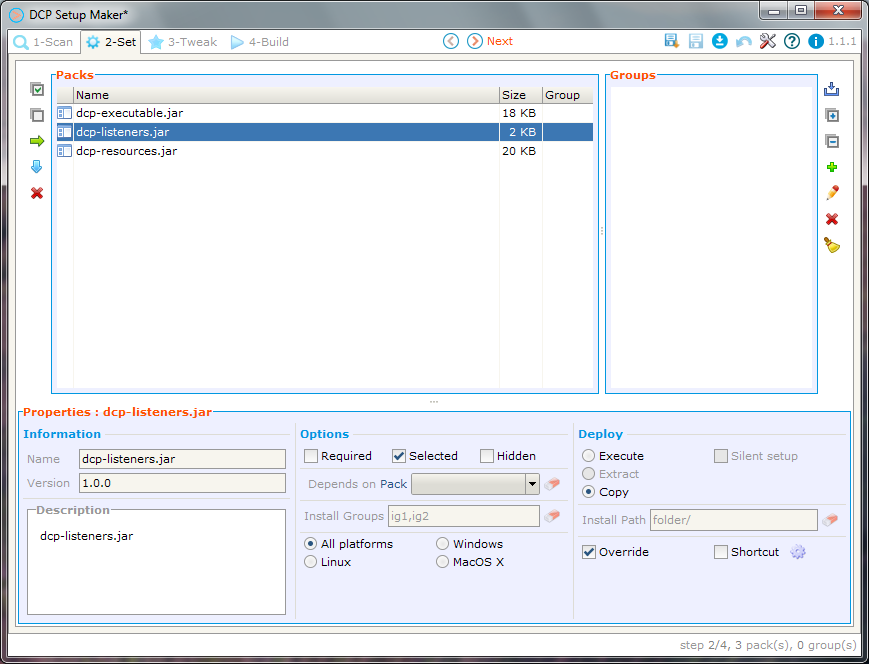 DCP Setup Maker*
1-Scan 2-Set 3-Tweak 4-Build Next 1.1.1
Packs
Name Size Group
dcp-executable.jar 18 KB
dcp-listeners.jar 2 KB
dcp-resources.jar 20 KB
Groups
Properties : dcp-listeners.jar
Information
Name dcp-listeners.jar
Version 1.0.0
Description
dcp-listeners.jar
Options
Required Selected Hidden
Depends on Pack
Install Groups ig1,ig2
All platforms Windows
Linux MacOS X
Deploy
Execute Silent setup
Extract
Copy
Install Path folder/
Override Shortcut
step 2/4, 3 pack(s), 0 group(s)